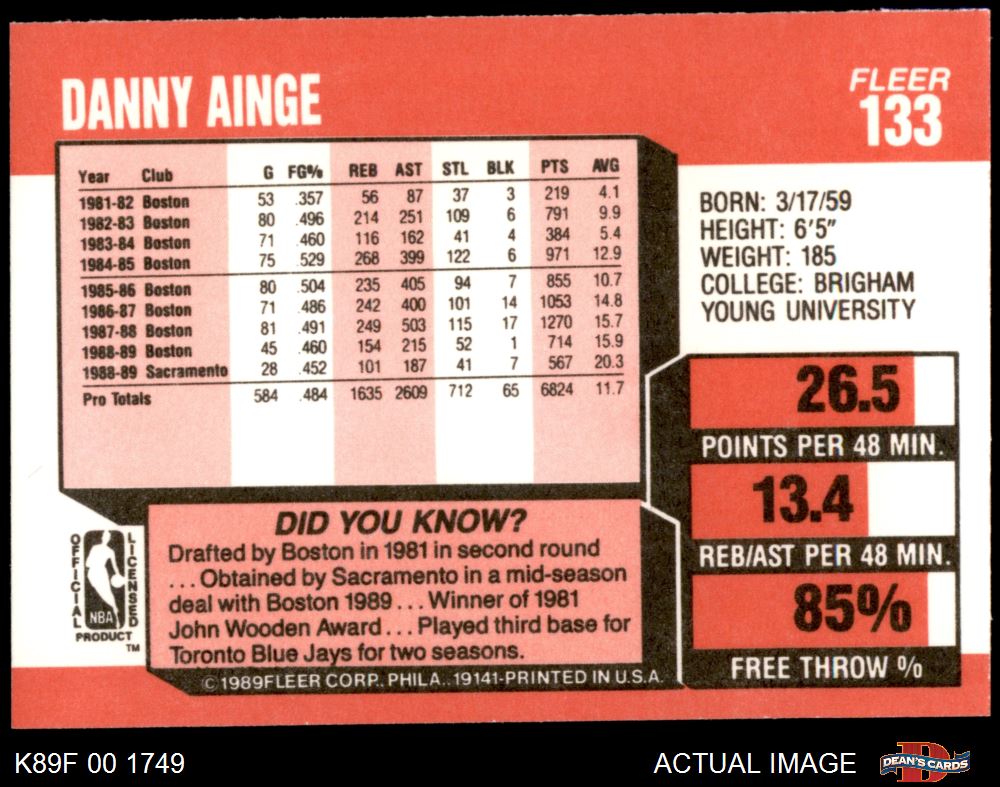 DANNY AINGE
FLEER
133
Year Club G FG% REB AST STL BLK PTS AVG
1981-82 Boston 53 .357 56 87 37 3 219 4.1
1982-83 Boston 80 .496 214 251 109 6 791 9.9
1983-84 Boston 71 .460 116 162 41 4 384 5.4
1984-85 Boston 75 .529 268 399 122 6 971 12.9
1985-86 Boston 80 .504 235 405 94 7 855 10.7
1986-87 Boston 71 .486 242 400 101 14 1053 14.8
1987-88 Boston 81 .491 249 503 115 17 1270 15.7
1988-89 Boston 45 .460 154 215 52 1 714 15.9
1988-89 Sacramento 28 .452 101 187 41 7 567 20.3
Pro Totals 584 .484 1635 2609 712 65 6824 11.7
BORN: 3/17/59
HEIGHT: 6'5"
WEIGHT: 185
COLLEGE: BRIGHAM
YOUNG UNIVERSITY
26.5
POINTS PER 48 MIN.
13.4
REB/AST PER 48 MIN.
85%
FREE THROW %
DID YOU KNOW?
Drafted by Boston in 1981 in second round
... Obtained by Sacramento in a mid-season
deal with Boston 1989 ... Winner of 1981
John Wooden Award ... Played third base for
Toronto Blue Jays for two seasons.
OFFICIAL
LICENSED
NBA
PRODUCT
TM
© 1989 FLEER CORP., PHILA., 19141-PRINTED IN U.S.A.
K89F 00 1749
ACTUAL IMAGE
D
DEAN'S CARDS